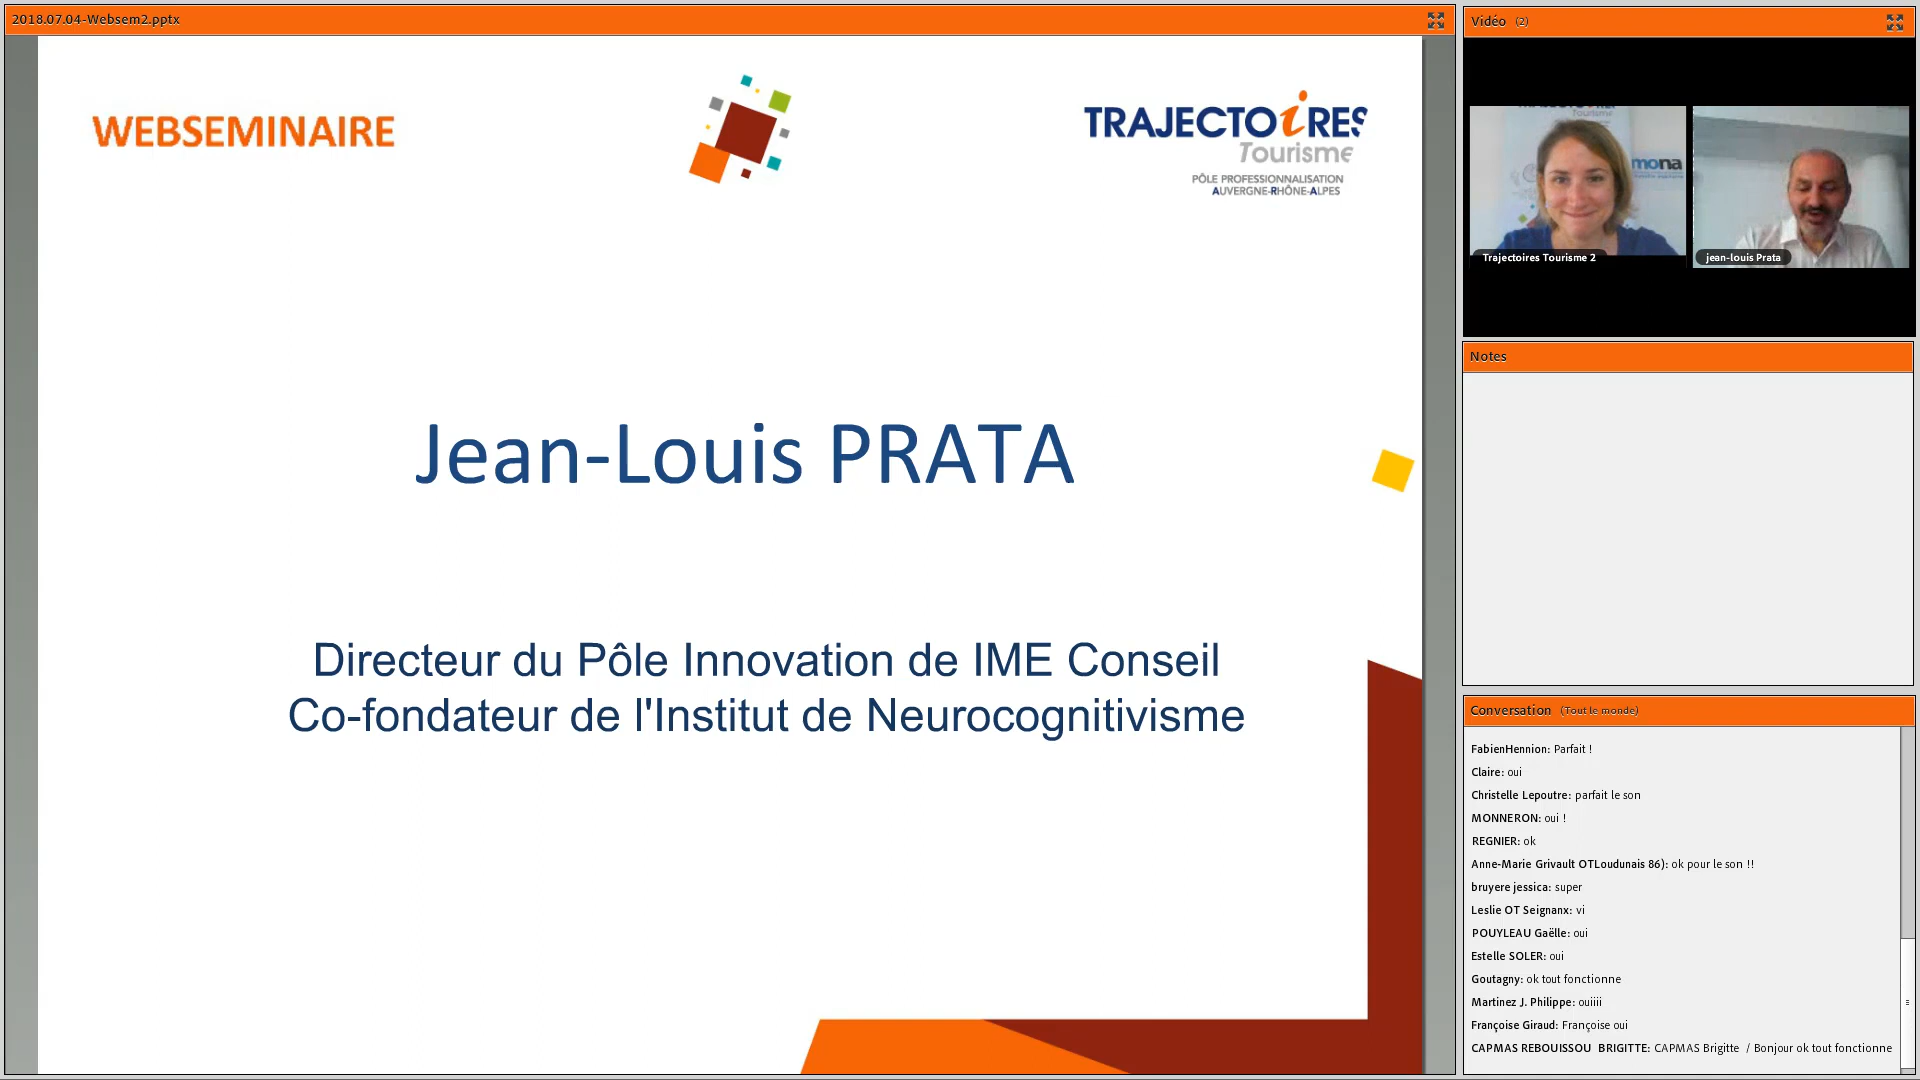 2018.07.04-Websem2.pptx
WEBSEMINAIRE
TRAJECTOiRES
Tourisme
PÔLE PROFESSIONNALISATION
AUVERGNE-RHÔNE-ALPES
Jean-Louis PRATA
Directeur du Pôle Innovation de IME Conseil
Co-fondateur de l'Institut de Neurocognitivisme
Vidéo (2)
mona
Trajectoires Tourisme 2
jean-louis Prata
Notes
Conversation (Tout le monde)
FabienHennion: Parfait !
Claire: oui
Christelle Lepoutre: parfait le son
MONNERON: oui !
REGNIER: ok
Anne-Marie Grivault OTLoudunais 86): ok pour le son !!
bruyere jessica: super
Leslie OT Seignanx: vi
POUYLEAU Gaëlle: oui
Estelle SOLER: oui
Goutagny: ok tout fonctionne
Martinez J. Philippe: ouiiii
Françoise Giraud: Françoise oui
CAPMAS REBOUISSOU BRIGITTE: CAPMAS Brigitte / Bonjour ok tout fonctionne